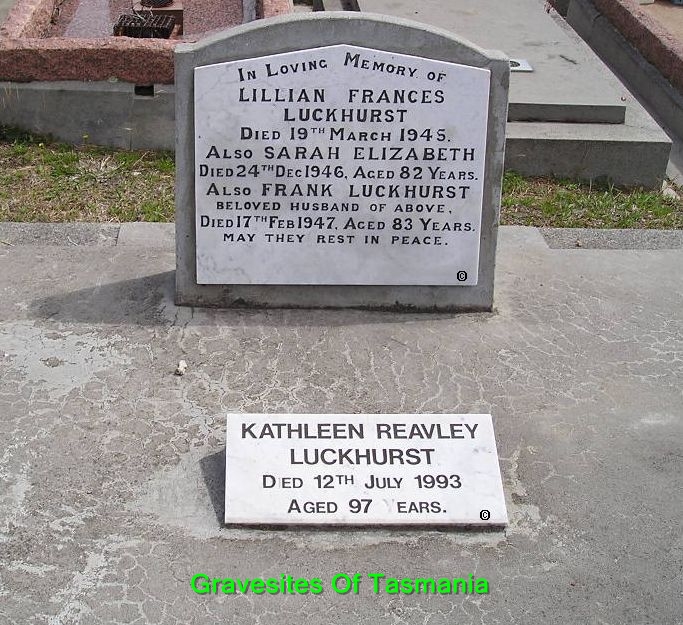 In Loving Memory of
LILLIAN FRANCES
LUCKHURST
Died 19TH March 1945.
Also SARAH ELIZABETH
Died 24TH Dec 1946, Aged 82 Years.
Also FRANK LUCKHURST
BELOVED HUSBAND OF ABOVE,
Died 17TH Feb 1947, Aged 83 Years.
MAY THEY REST IN PEACE.
©
KATHLEEN REAVLEY
LUCKHURST
Died 12TH July 1993
Aged 97 ears.
©
Gravesites Of Tasmania